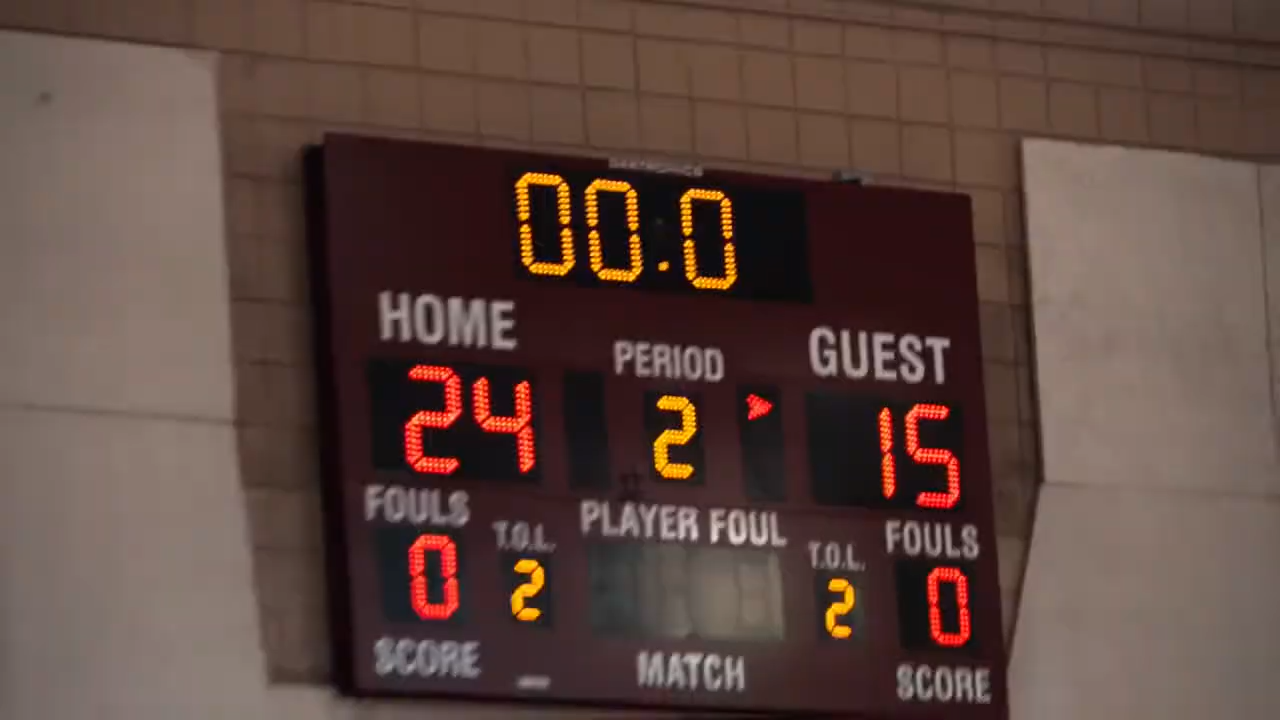 00.0
HOME PERIOD GUEST
24 2 15
FOULS T.O.L. PLAYER FOUL T.O.L. FOULS
0 2 2 0
SCORE MATCH SCORE